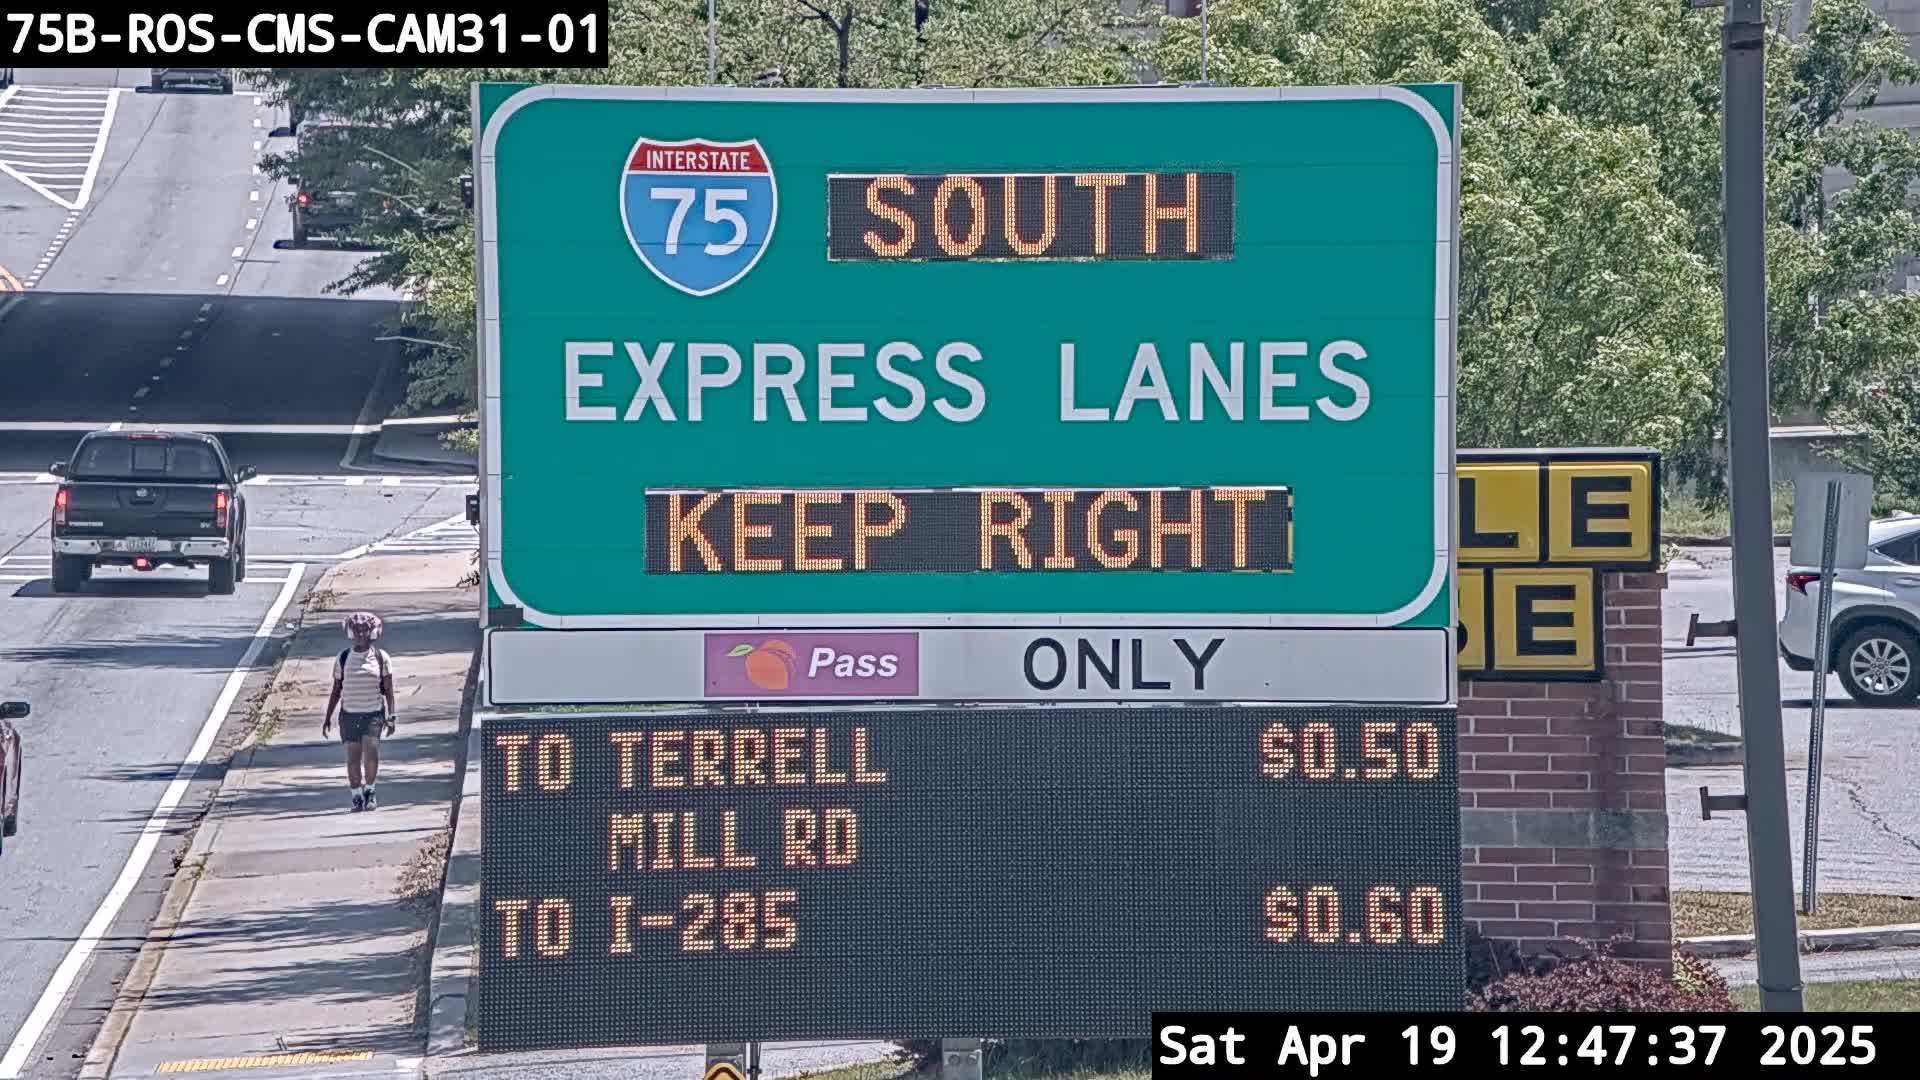 75B-ROS-CMS-CAM31-01
INTERSTATE
75
SOUTH
EXPRESS LANES
KEEP RIGHT
Pass ONLY
TO TERRELL $0.50
MILL RD
TO I-285 $0.60
LE
E
Sat Apr 19 12:47:37 2025